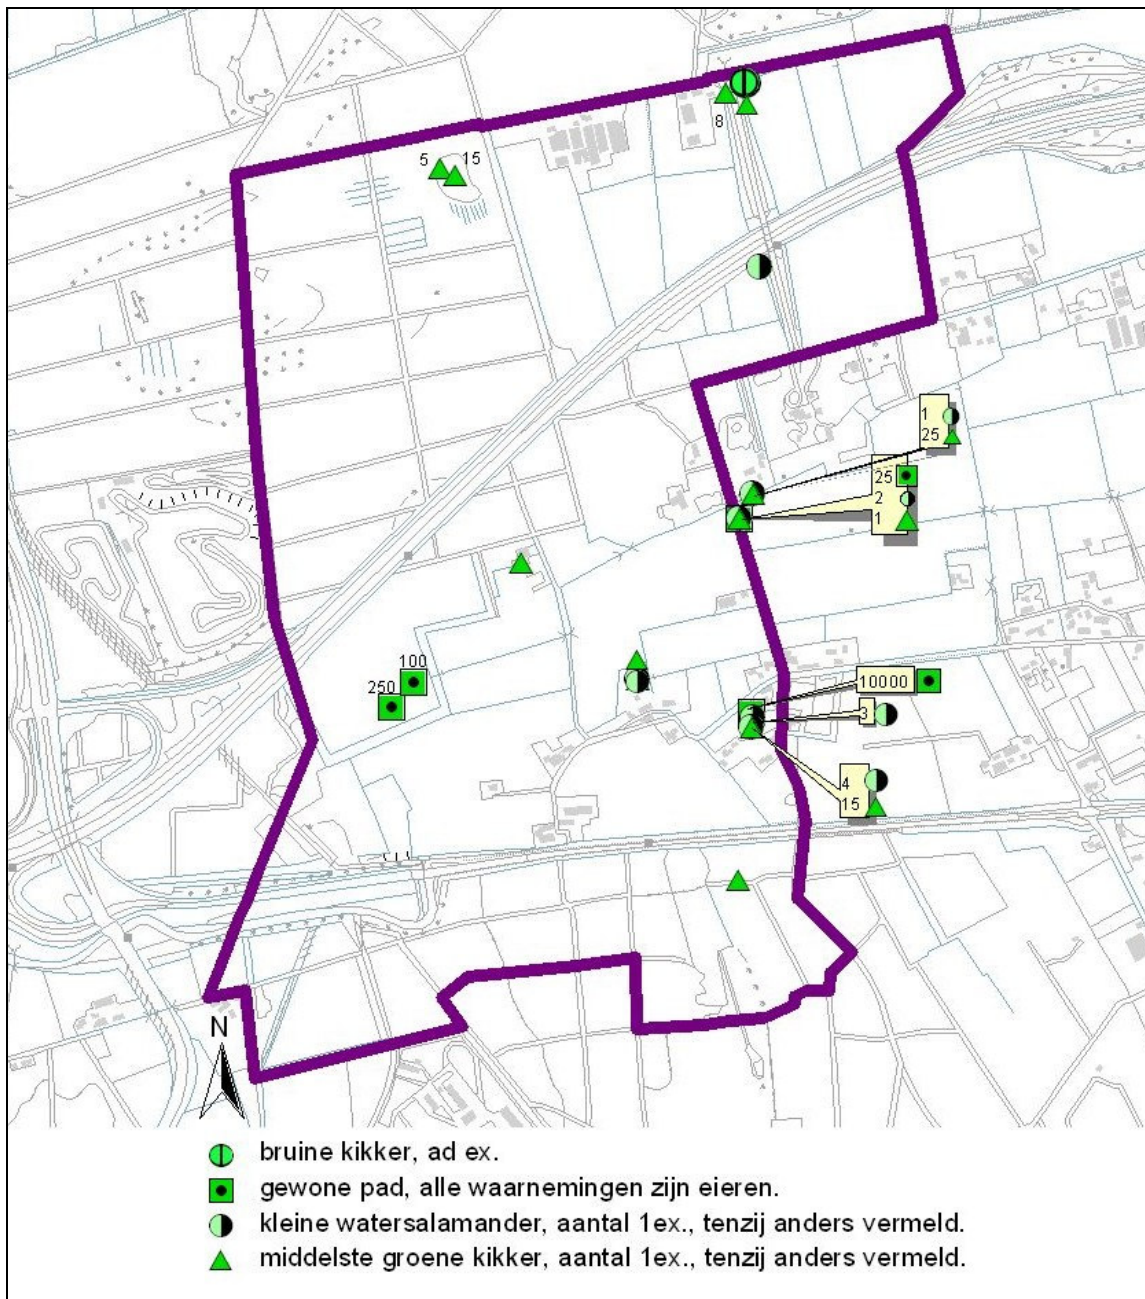 8
5 15
1
25
25
2
1
100
250
10000
3
4
15
N
bruine kikker, ad ex.
gewone pad, alle waarnemingen zijn eieren.
kleine watersalamander, aantal 1ex., tenzij anders vermeld.
middelste groene kikker, aantal 1ex., tenzij anders vermeld.